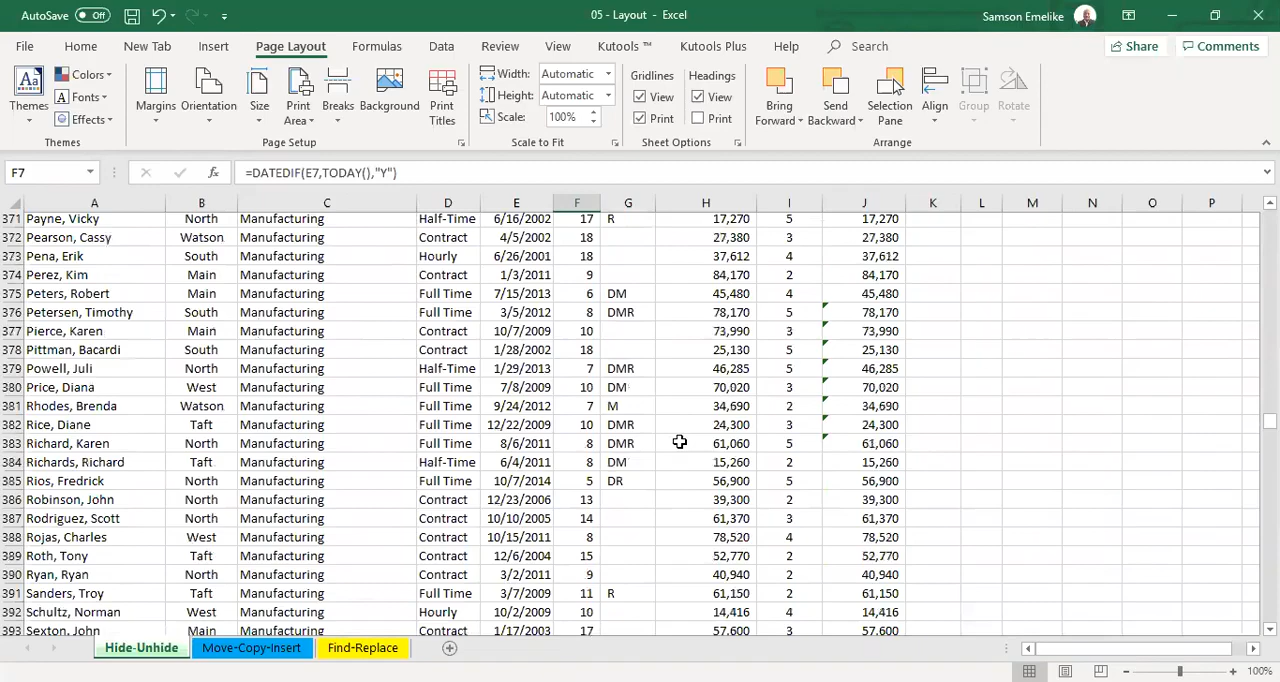 AutoSave Off 05 - Layout - Excel Samson Emelike
File Home New Tab Insert Page Layout Formulas Data Review View Kutools ™ Kutools Plus Help Search Share Comments
Themes Colors Fonts Effects Margins Orientation Size Print Area Breaks Background Print Titles Width: Automatic Height: Automatic Scale: 100% Gridlines View Print Headings View Print Bring Forward Send Backward Selection Pane Align Group Rotate
Themes Page Setup Scale to Fit Sheet Options Arrange
F7 fx =DATEDIF(E7,TODAY(),"Y")
A B C D E F G H I J K L M N O P
371 Payne, Vicky North Manufacturing Half-Time 6/16/2002 17 R 17,270 5 17,270
372 Pearson, Cassy Watson Manufacturing Contract 4/5/2002 18 27,380 3 27,380
373 Pena, Erik South Manufacturing Hourly 6/26/2001 18 37,612 4 37,612
374 Perez, Kim Main Manufacturing Contract 1/3/2011 9 84,170 2 84,170
375 Peters, Robert Main Manufacturing Full Time 7/15/2013 6 DM 45,480 4 45,480
376 Petersen, Timothy South Manufacturing Full Time 3/5/2012 8 DMR 78,170 5 78,170
377 Pierce, Karen Main Manufacturing Contract 10/7/2009 10 73,990 3 73,990
378 Pittman, Bacardi South Manufacturing Contract 1/28/2002 18 25,130 5 25,130
379 Powell, Juli North Manufacturing Half-Time 1/29/2013 7 DMR 46,285 5 46,285
380 Price, Diana West Manufacturing Full Time 7/8/2009 10 DM 70,020 3 70,020
381 Rhodes, Brenda Watson Manufacturing Full Time 9/24/2012 7 M 34,690 2 34,690
382 Rice, Diane Taft Manufacturing Full Time 12/22/2009 10 DMR 24,300 3 24,300
383 Richard, Karen North Manufacturing Full Time 8/6/2011 8 DMR 61,060 5 61,060
384 Richards, Richard Taft Manufacturing Half-Time 6/4/2011 8 DM 15,260 2 15,260
385 Rios, Fredrick North Manufacturing Full Time 10/7/2014 5 DR 56,900 5 56,900
386 Robinson, John North Manufacturing Contract 12/23/2006 13 39,300 2 39,300
387 Rodriguez, Scott North Manufacturing Contract 10/10/2005 14 61,370 3 61,370
388 Rojas, Charles West Manufacturing Contract 10/15/2011 8 78,520 4 78,520
389 Roth, Tony Taft Manufacturing Contract 12/6/2004 15 52,770 2 52,770
390 Ryan, Ryan North Manufacturing Contract 3/2/2011 9 40,940 2 40,940
391 Sanders, Troy Taft Manufacturing Full Time 3/7/2009 11 R 61,150 2 61,150
392 Schultz, Norman West Manufacturing Hourly 10/2/2009 10 14,416 4 14,416
393 Sexton, John Main Manufacturing Contract 1/17/2003 17 57,600 3 57,600
Hide-Unhide Move-Copy-Insert Find-Replace
100%